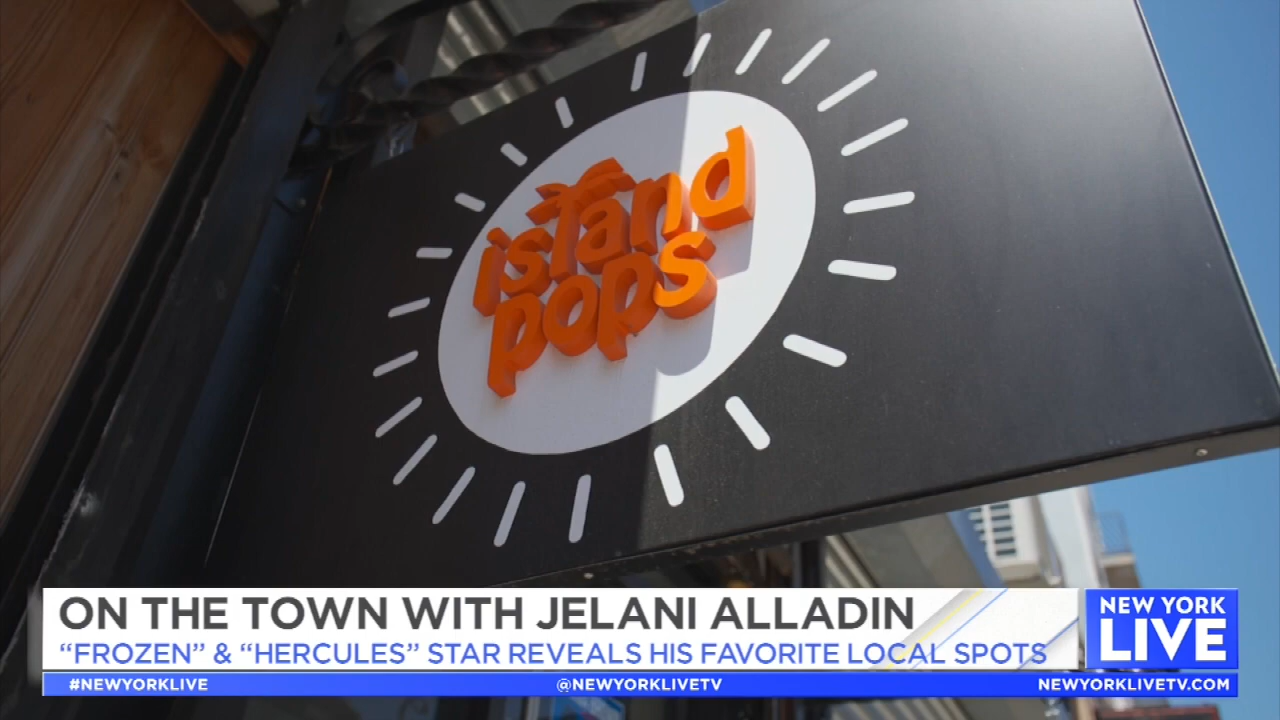 island
pops
ON THE TOWN WITH JELANI ALLADIN
“FROZEN” & “HERCULES” STAR REVEALS HIS FAVORITE LOCAL SPOTS
NEW YORK
LIVE
#NEWYORKLIVE @NEWYORKLIVETV NEWYORKLIVETV.COM